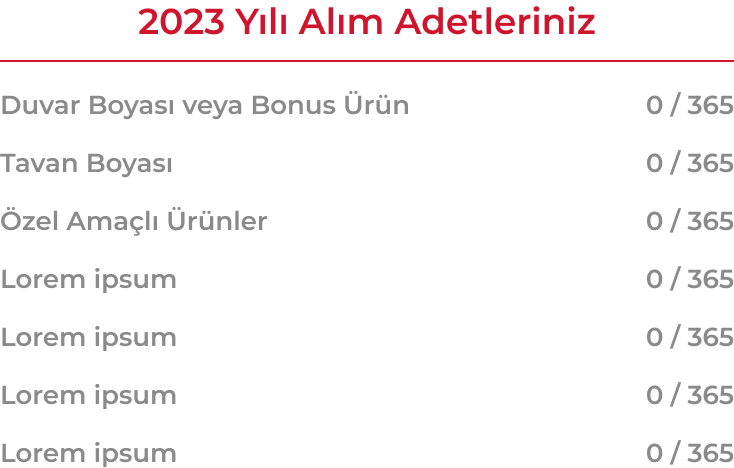 2023 Yılı Alım Adetleriniz
Duvar Boyası veya Bonus Ürün 0 / 365
Tavan Boyası 0 / 365
Özel Amaçlı Ürünler 0 / 365
Lorem ipsum 0 / 365
Lorem ipsum 0 / 365
Lorem ipsum 0 / 365
Lorem ipsum 0 / 365